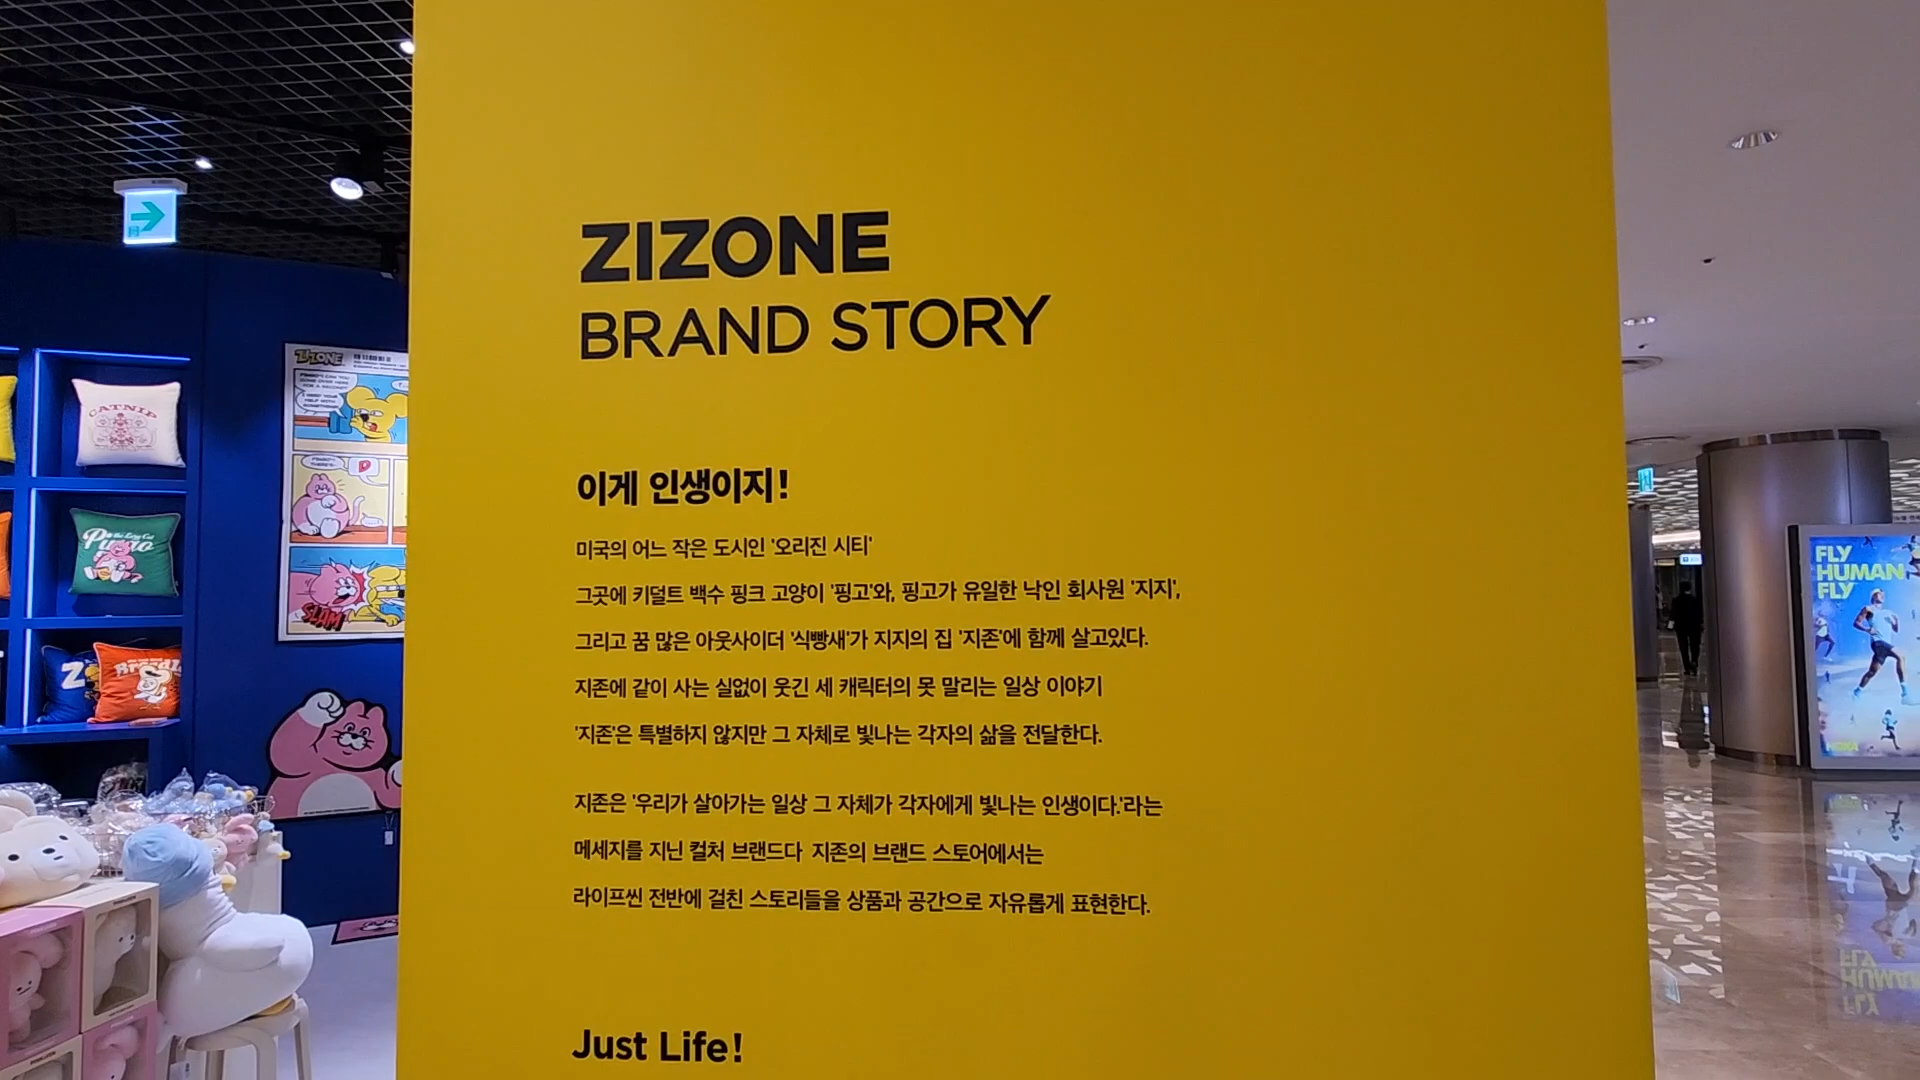 ZIZONE
BRAND STORY
이게 인생이지!
미국의 어느 작은 도시인 '오리진 시티'
그곳에 키덜트 백수 핑크 고양이 '핑고'와, 핑고가 유일한 낙인 회사원 '지지',
그리고 꿈 많은 아웃사이더 '식빵새'가 지지의 집 '지존'에 함께 살고있다.
지존에 같이 사는 실없이 웃긴 세 캐릭터의 못 말리는 일상 이야기
'지존'은 특별하지 않지만 그 자체로 빛나는 각자의 삶을 전달한다.
지존은 '우리가 살아가는 일상 그 자체가 각자에게 빛나는 인생이다.'라는
메세지를 지닌 컬처 브랜드다 지존의 브랜드 스토어에서는
라이프씬 전반에 걸친 스토리들을 상품과 공간으로 자유롭게 표현한다.
Just Life!
CATNIP
ZIZONE
SLAM
FLY
HUMAN
FLY